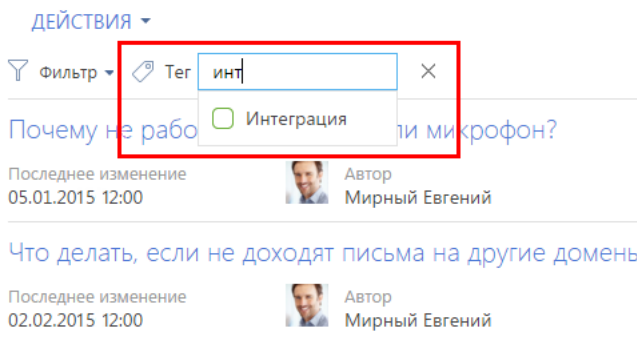 ДЕЙСТВИЯ
Фильтр Тег инт
Интеграция
Почему не рабо ли микрофон?
Последнее изменение Автор
05.01.2015 12:00 Мирный Евгений
Что делать, если не доходят письма на другие домены
Последнее изменение Автор
02.02.2015 12:00 Мирный Евгений